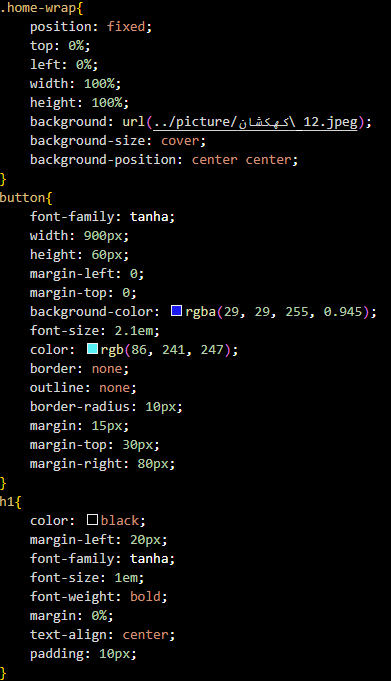 .home-wrap{
position: fixed;
top: 0%;
left: 0%;
width: 100%;
height: 100%;
background: url(../picture/کهکشان\ 12.jpeg);
background-size: cover;
background-position: center center;
}
button{
font-family: tanha;
width: 900px;
height: 60px;
margin-left: 0;
margin-top: 0;
background-color: rgba(29, 29, 255, 0.945);
font-size: 2.1em;
color: rgb(86, 241, 247);
border: none;
outline: none;
border-radius: 10px;
margin: 15px;
margin-top: 30px;
margin-right: 80px;
}
h1{
color: black;
margin-left: 20px;
font-family: tanha;
font-size: 1em;
font-weight: bold;
margin: 0%;
text-align: center;
padding: 10px;
}